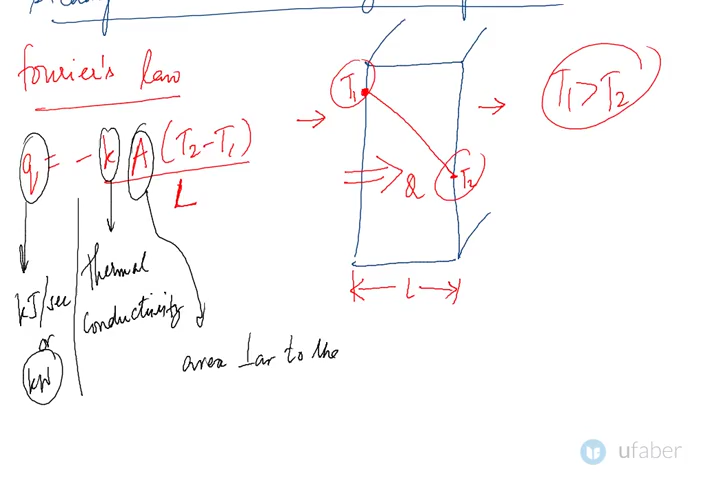 Fourier's law
q = - k A (T₂ - T₁)
L
kJ/sec
or
kW
thermal
conductivity
area ⊥ar to the
T₁
T₂
Q
L
T₁ > T₂
ufaber